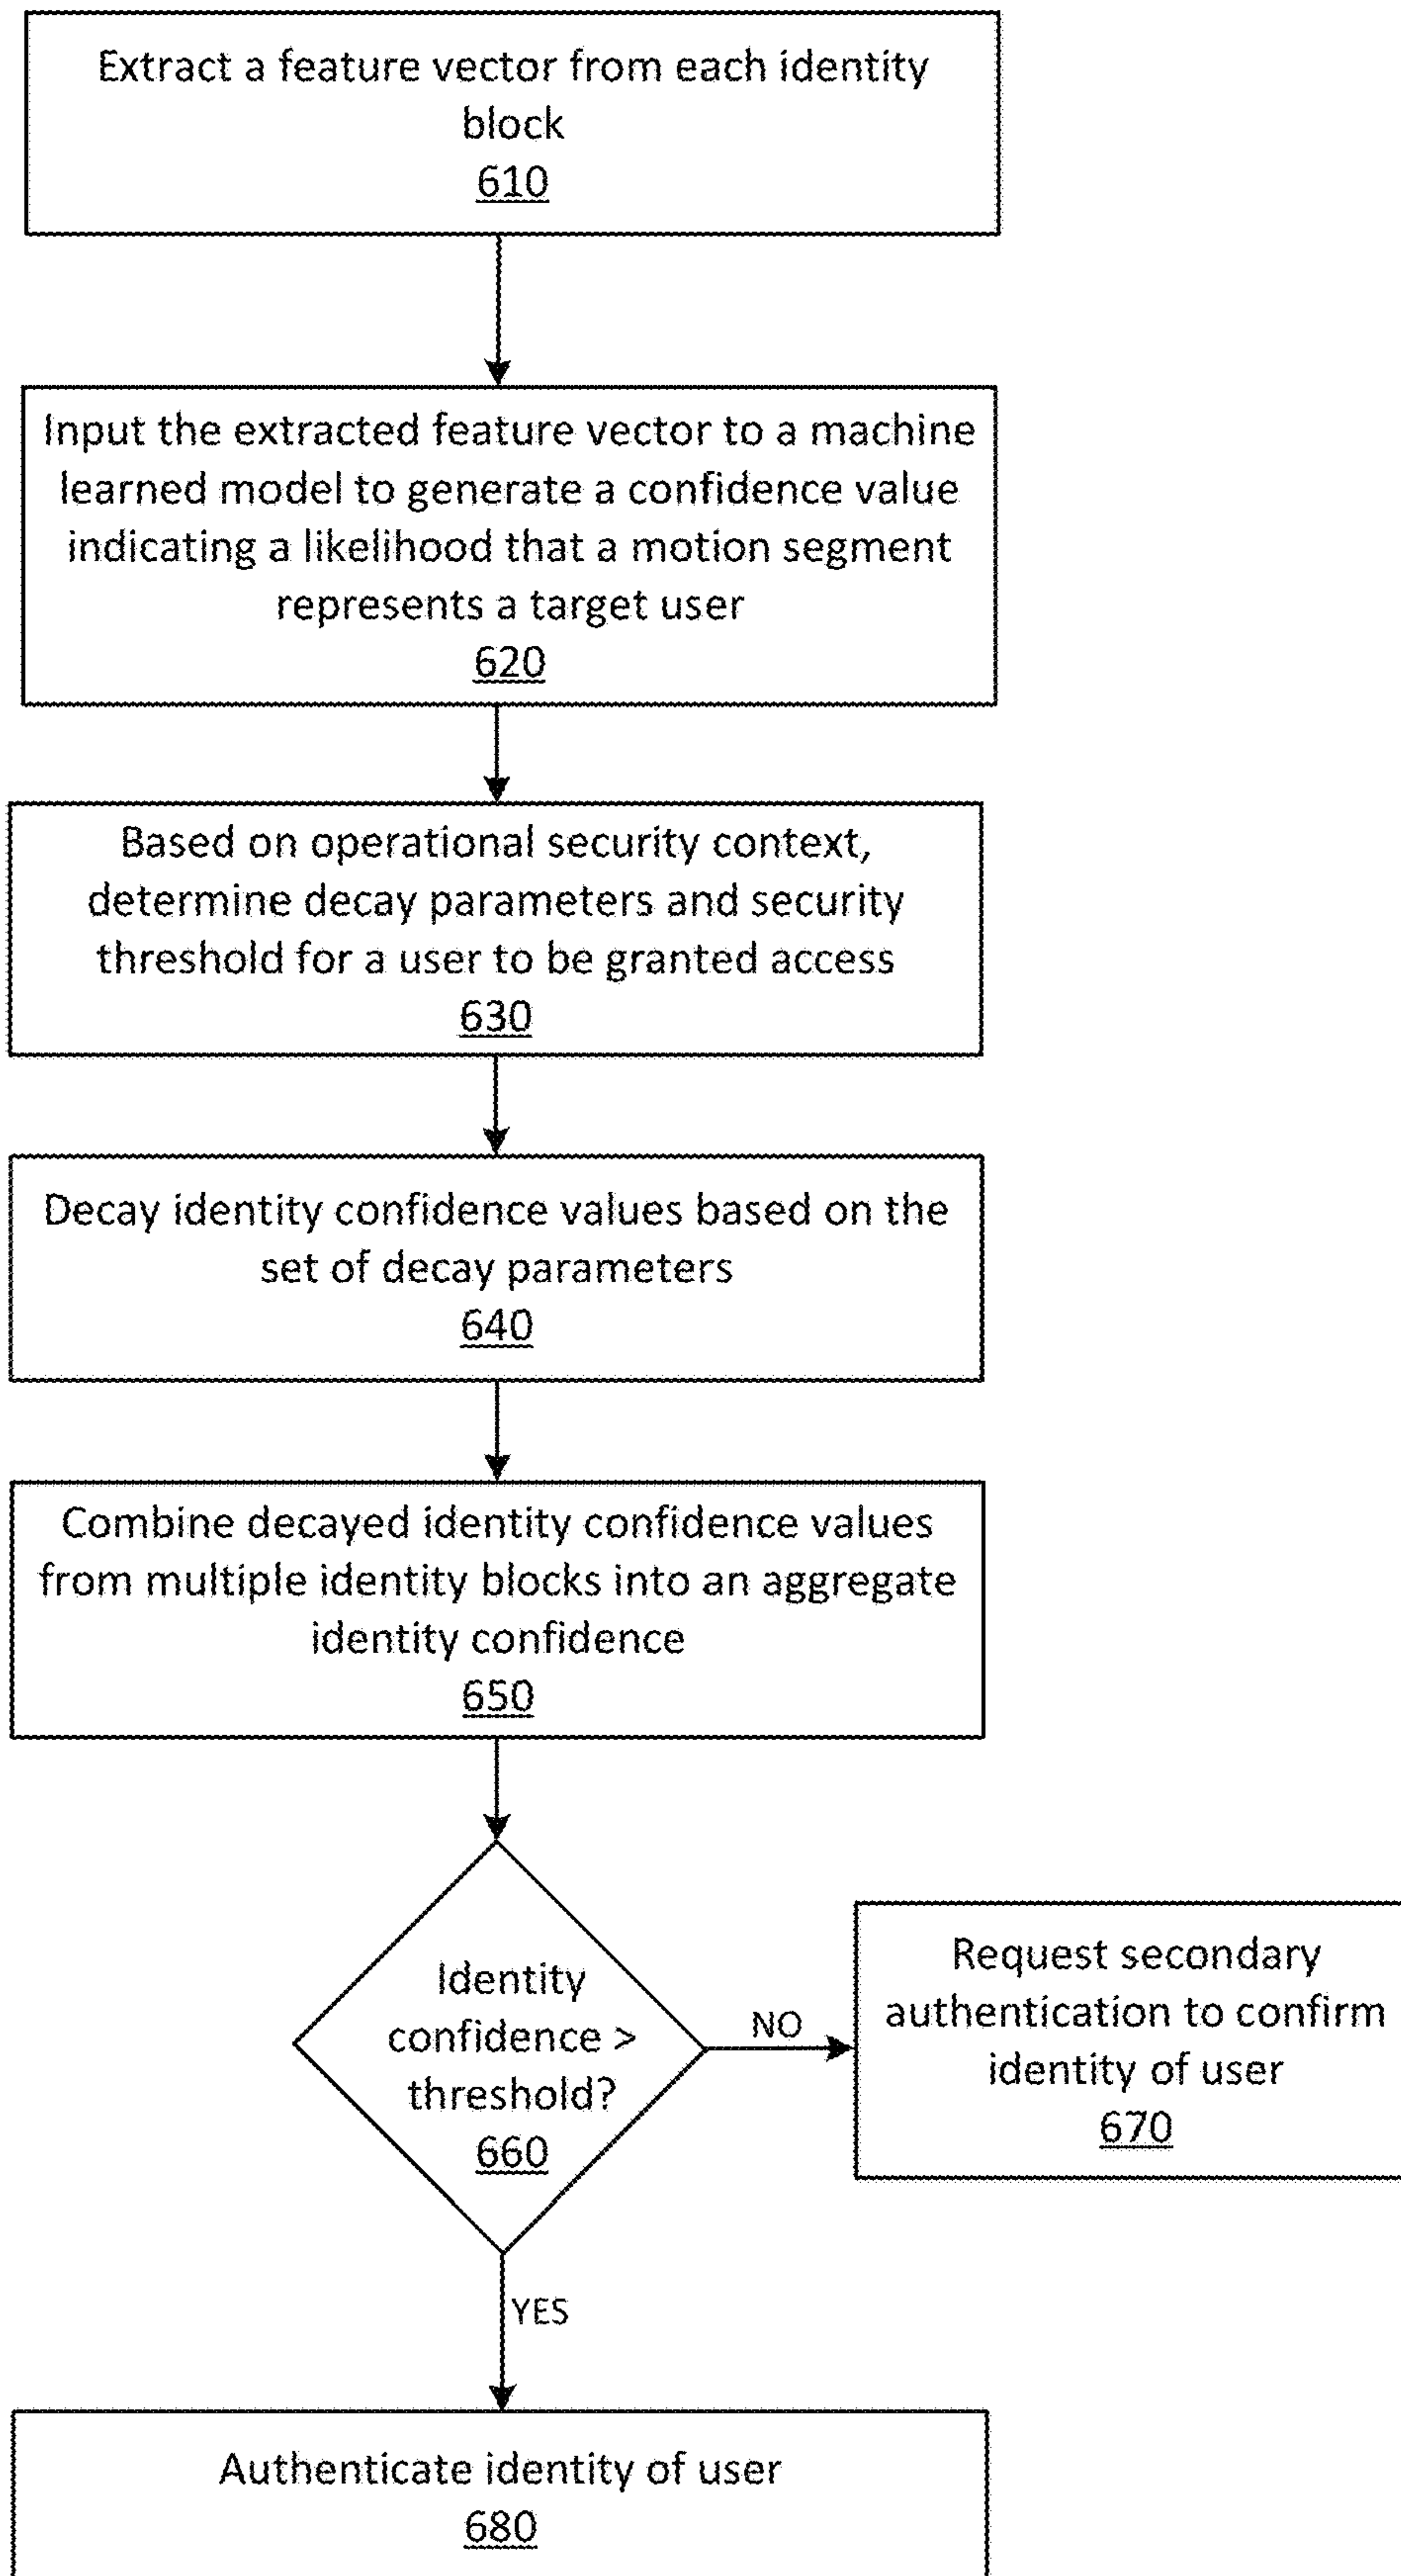 Extract a feature vector from each identity
block
610
Input the extracted feature vector to a machine
learned model to generate a confidence value
indicating a likelihood that a motion segment
represents a target user
620
Based on operational security context,
determine decay parameters and security
threshold for a user to be granted access
630
Decay identity confidence values based on the
set of decay parameters
640
Combine decayed identity confidence values
from multiple identity blocks into an aggregate
identity confidence
650
Identity
confidence >
threshold?
660
NO
Request secondary
authentication to confirm
identity of user
670
YES
Authenticate identity of user
680